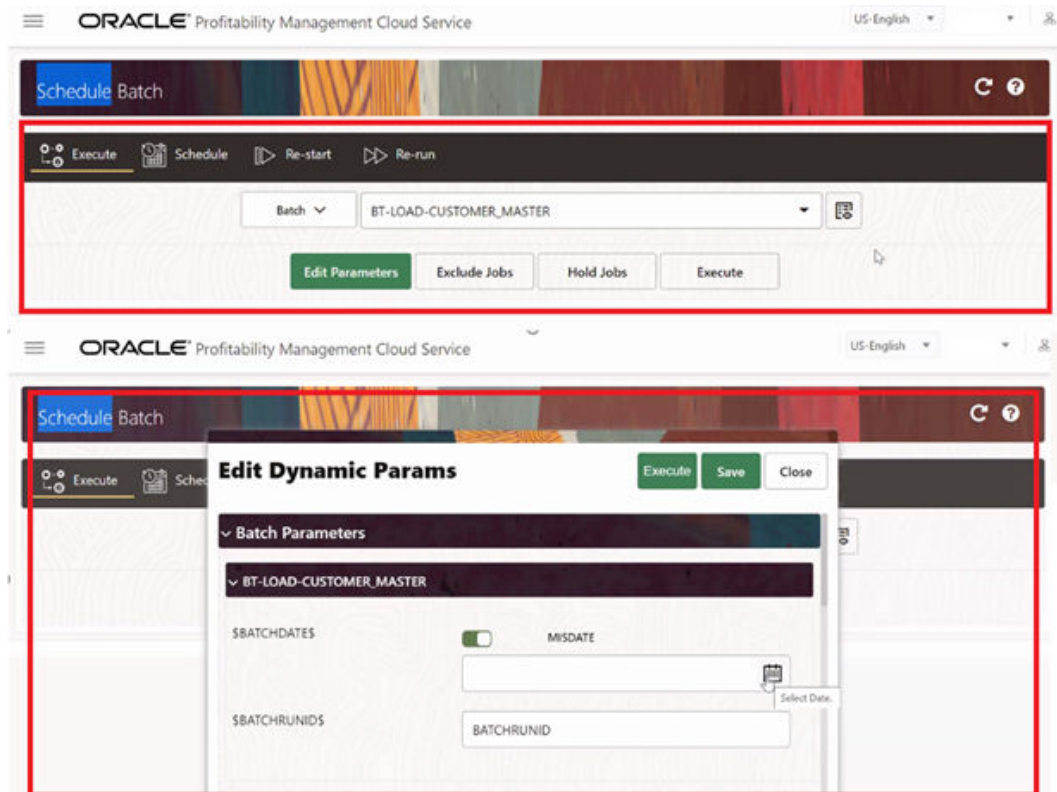 ORACLE® Profitability Management Cloud Service
US-English
Schedule Batch
Execute Schedule Re-start Re-run
Batch BT-LOAD-CUSTOMER_MASTER
Edit Parameters Exclude Jobs Hold Jobs Execute
ORACLE® Profitability Management Cloud Service
US-English
Schedule Batch
Execute Sched
Edit Dynamic Params Execute Save Close
Batch Parameters
BT-LOAD-CUSTOMER_MASTER
$BATCHDATE$ MISDATE
Select Date.
$BATCHRUNID$ BATCHRUNID